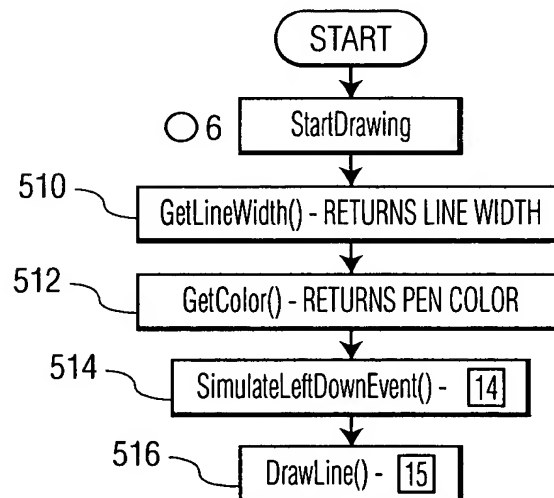 START
6 StartDrawing
510
GetLineWidth() - RETURNS LINE WIDTH
512
GetColor() - RETURNS PEN COLOR
514
SimulateLeftDownEvent() - 14
516
DrawLine() - 15